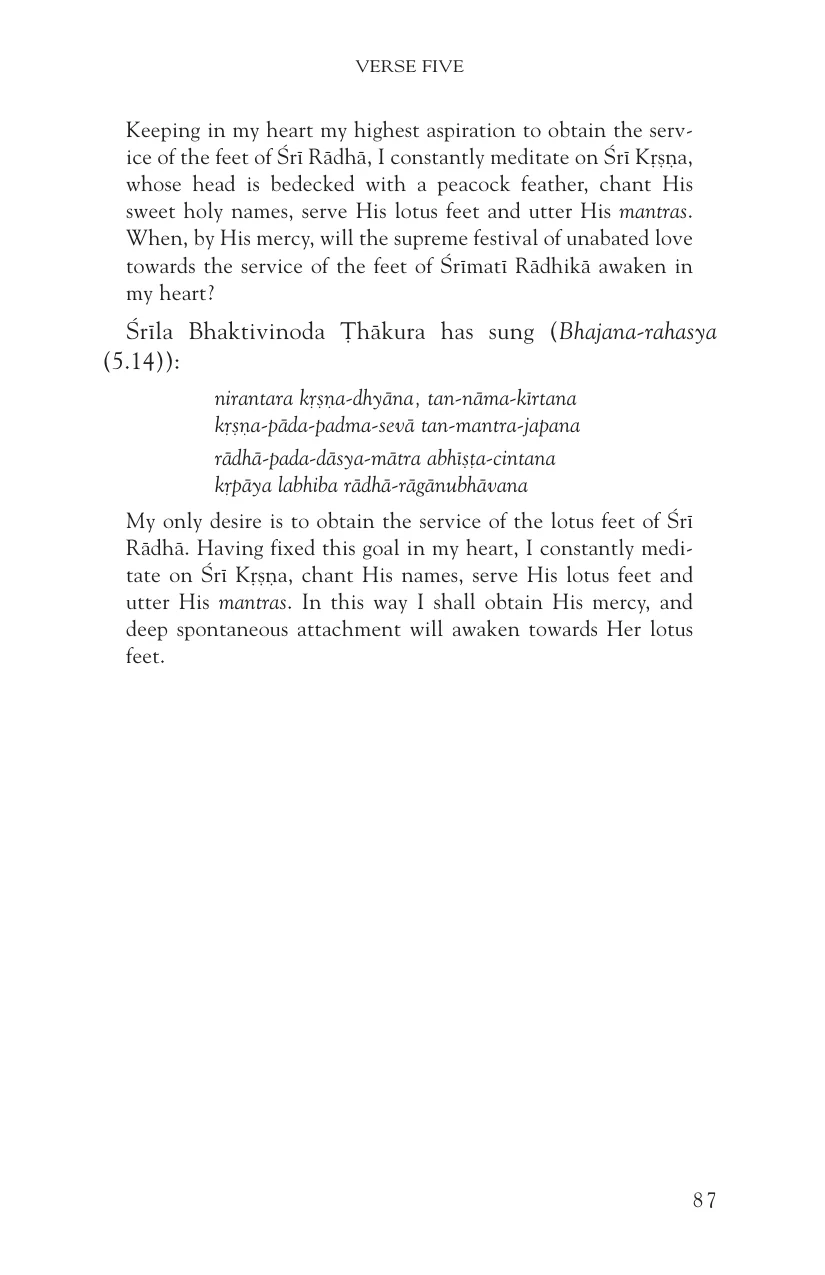 VERSE FIVE
Keeping in my heart my highest aspiration to obtain the serv-
ice of the feet of Śrī Rādhā, I constantly meditate on Śrī Kṛṣṇa,
whose head is bedecked with a peacock feather, chant His
sweet holy names, serve His lotus feet and utter His mantras.
When, by His mercy, will the supreme festival of unabated love
towards the service of the feet of Śrīmatī Rādhikā awaken in
my heart?
Śrīla Bhaktivinoda Ṭhākura has sung (Bhajana-rahasya
(5.14)):
nirantara kṛṣṇa-dhyāna, tan-nāma-kīrtana
kṛṣṇa-pāda-padma-sevā tan-mantra-japana
rādhā-pada-dāsya-mātra abhīṣṭa-cintana
kṛpāya labhiba rādhā-rāgānubhāvana
My only desire is to obtain the service of the lotus feet of Śrī
Rādhā. Having fixed this goal in my heart, I constantly medi-
tate on Śrī Kṛṣṇa, chant His names, serve His lotus feet and
utter His mantras. In this way I shall obtain His mercy, and
deep spontaneous attachment will awaken towards Her lotus
feet.
87